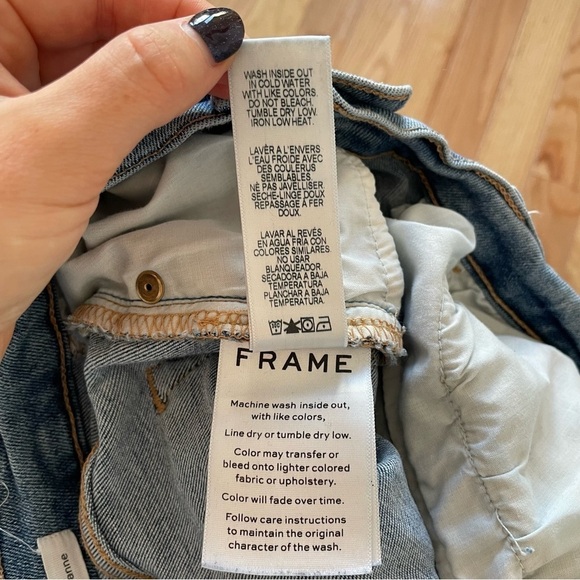 WASH INSIDE OUT
IN COLD WATER
WITH LIKE COLORS.
DO NOT BLEACH.
TUMBLE DRY LOW.
IRON LOW HEAT.
LAVÉR A L'ENVERS
L'EAU FROIDE AVEC
DES COULERUS
SEMBLABLES.
NÈ PAS JAVELLISER.
SÈCHE-LINGE DOUX
REPASSAGE A FER
DOUX.
LAVAR AL REVÉS
EN AGUA FRIA CON
COLORES SIMILARES.
NO USAR
BLANQUEADOR.
SECADORA A BAJA
TEMPERATURA
PLANCHAR A BAJA
TEMPERATURA.
FRAME
Machine wash inside out,
with like colors,
Line dry or tumble dry low.
Color may transfer or
bleed onto lighter colored
fabric or upholstery.
Color will fade over time.
Follow care instructions
to maintain the original
character of the wash.